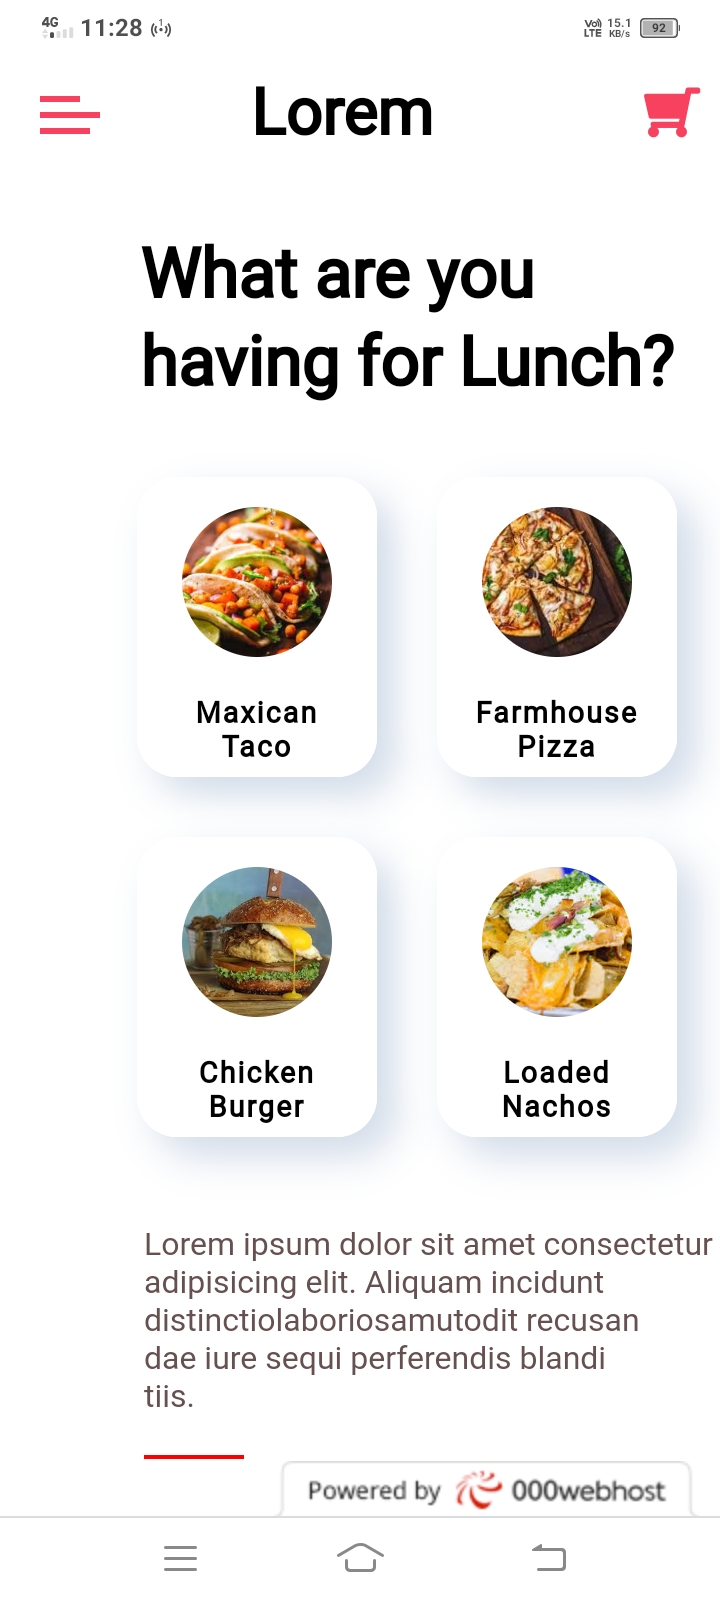 4G 11:28 1 Vo) LTE 15.1 KB/s 92
Lorem
What are you
having for Lunch?
Maxican
Taco
Farmhouse
Pizza
Chicken
Burger
Loaded
Nachos
Lorem ipsum dolor sit amet consectetur
adipisicing elit. Aliquam incidunt
distinctiolaboriosamutodit recusan
dae iure sequi perferendis blandi
tiis.
Powered by 000webhost